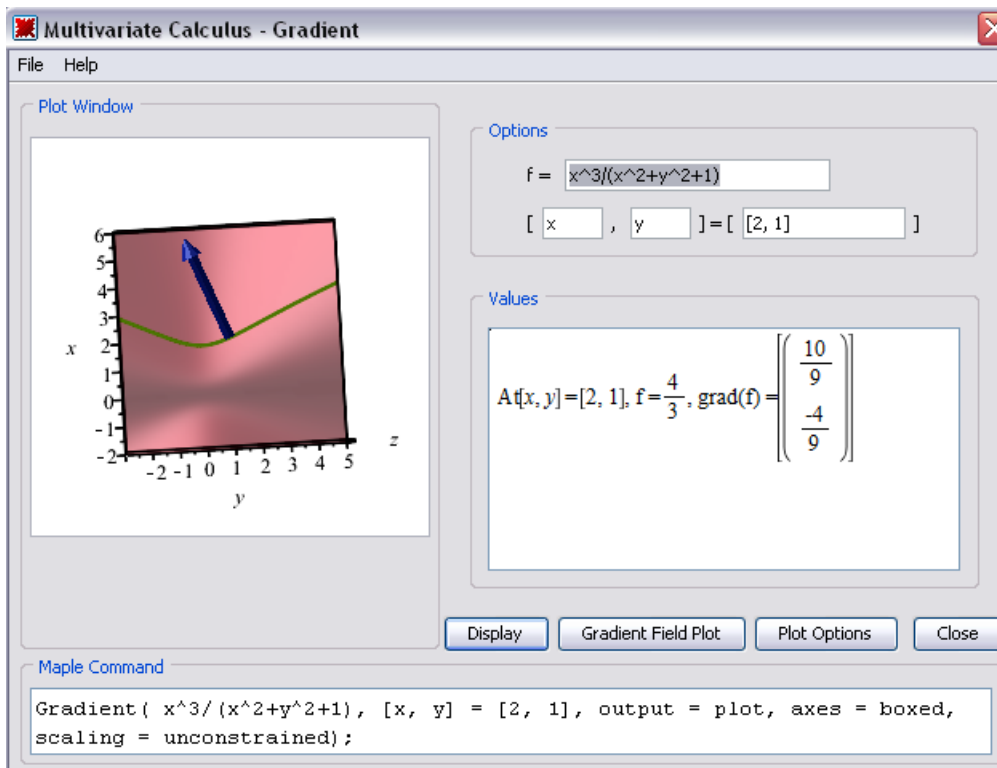 Multivariate Calculus - Gradient
File Help
Plot Window
6
5
4
3
2
1
0
-1
-2
x
-2 -1 0 1 2 3 4 5
y
z
Options
f = x^3/(x^2+y^2+1)
[ x , y ] = [ [2, 1] ]
Values
At[x, y] =[2, 1], f = 4/3, grad(f) = [( 10/9
-4/9 )]
Display Gradient Field Plot Plot Options Close
Maple Command
Gradient( x^3/(x^2+y^2+1), [x, y] = [2, 1], output = plot, axes = boxed,
scaling = unconstrained);